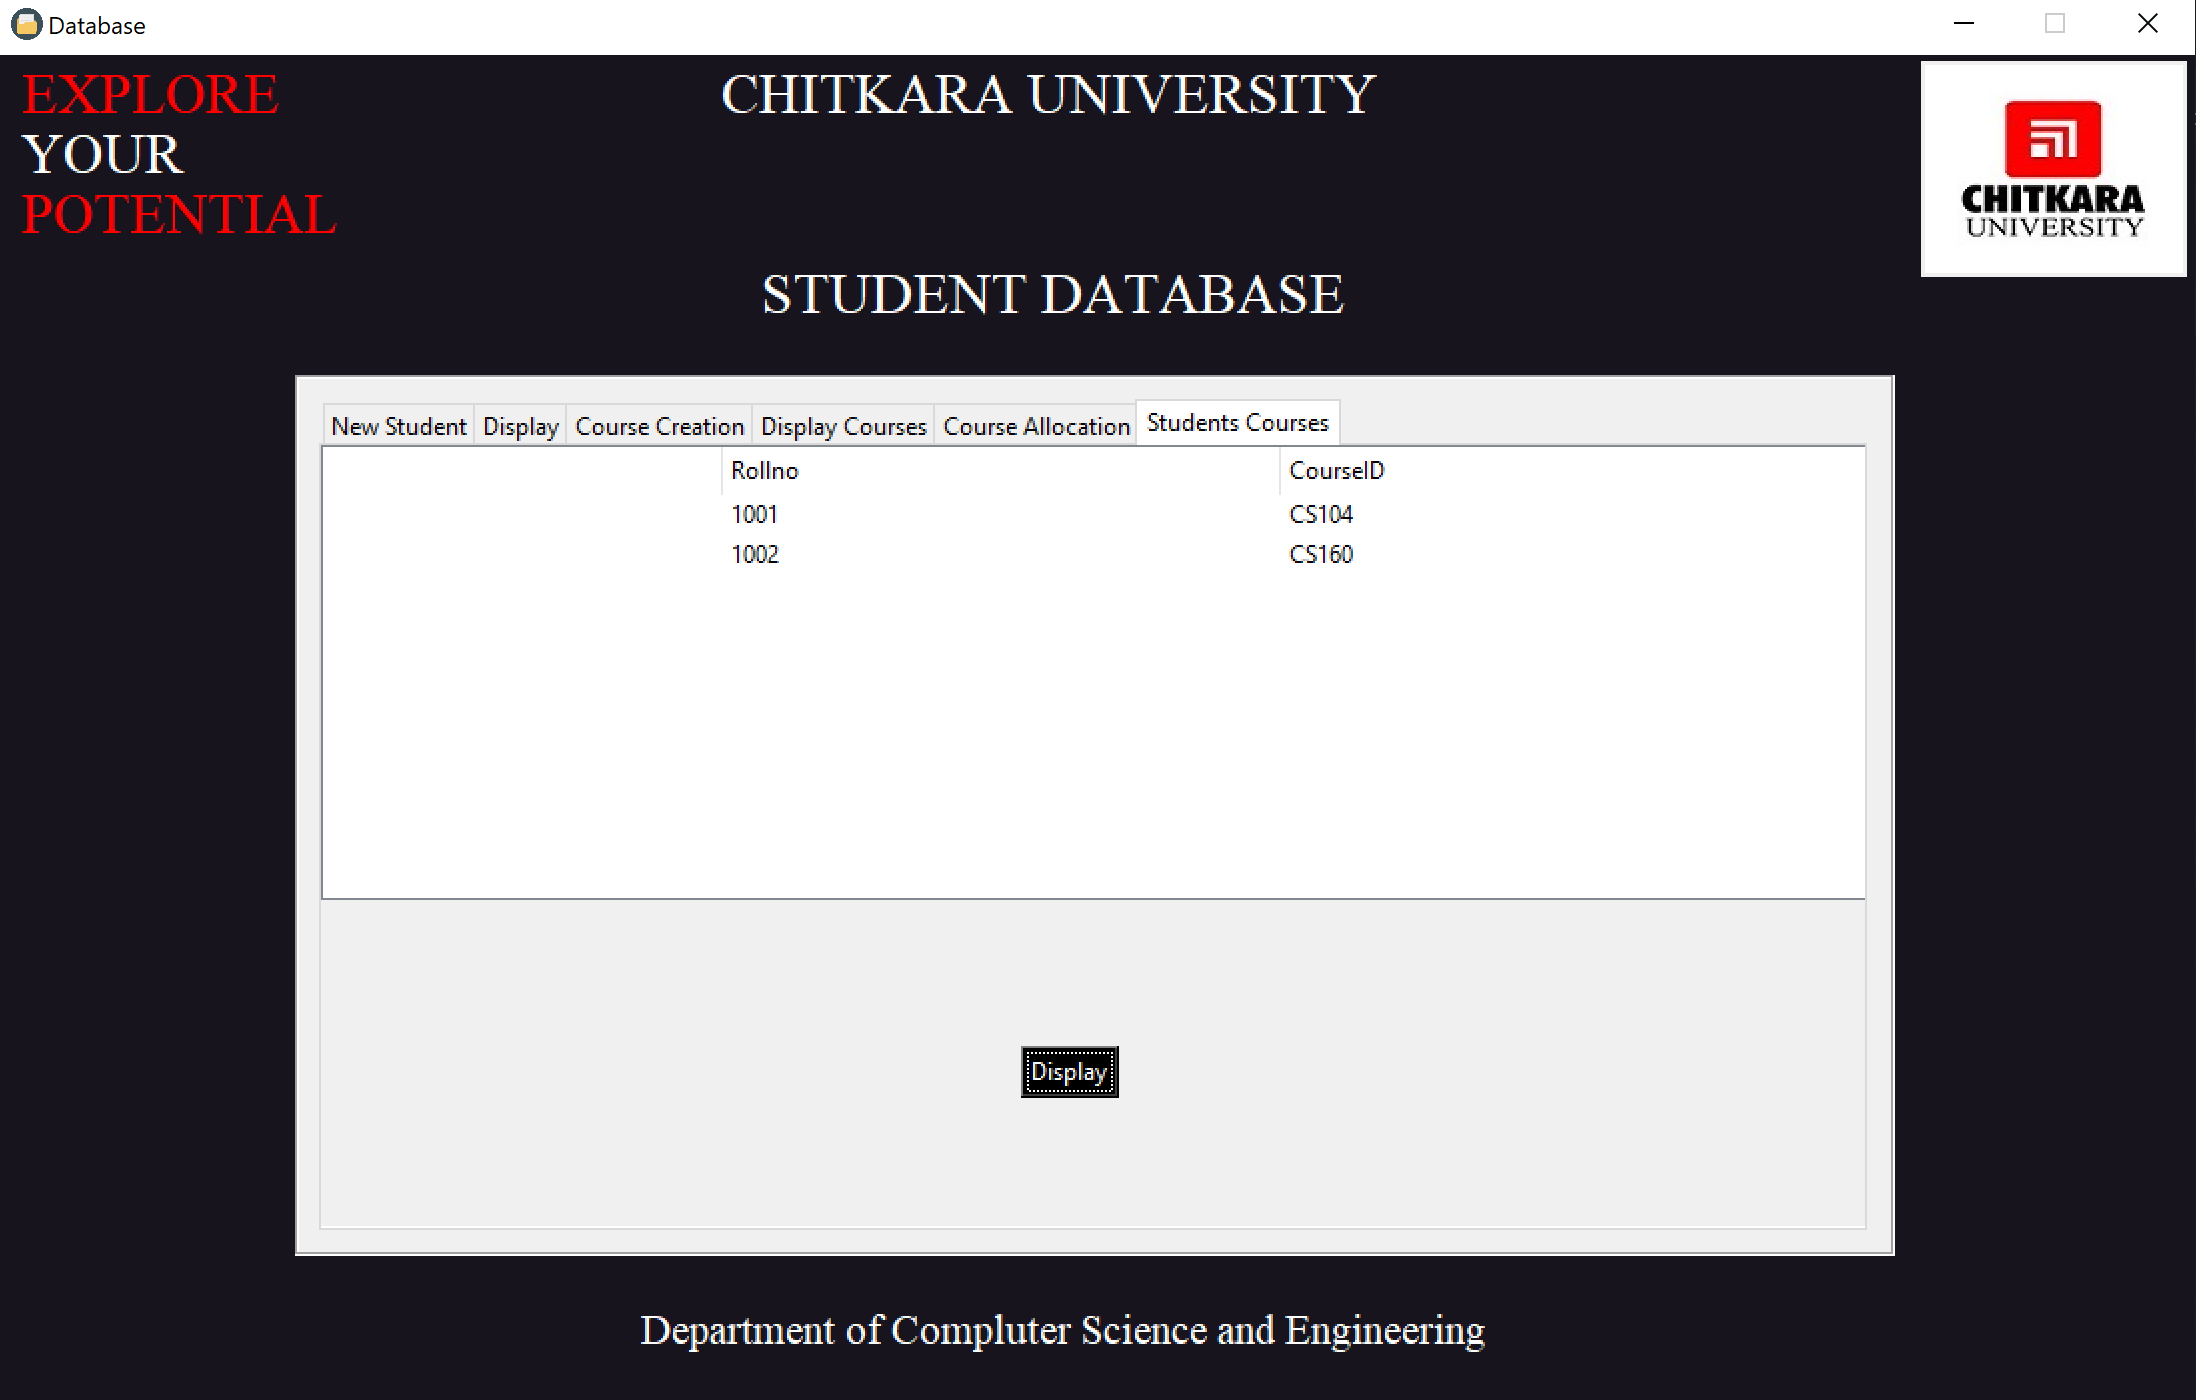 Database
EXPLORE
YOUR
POTENTIAL
CHITKARA UNIVERSITY
CHITKARA
UNIVERSITY
STUDENT DATABASE
New Student Display Course Creation Display Courses Course Allocation Students Courses
Rollno CourseID
1001 CS104
1002 CS160
Display
Department of Compluter Science and Engineering